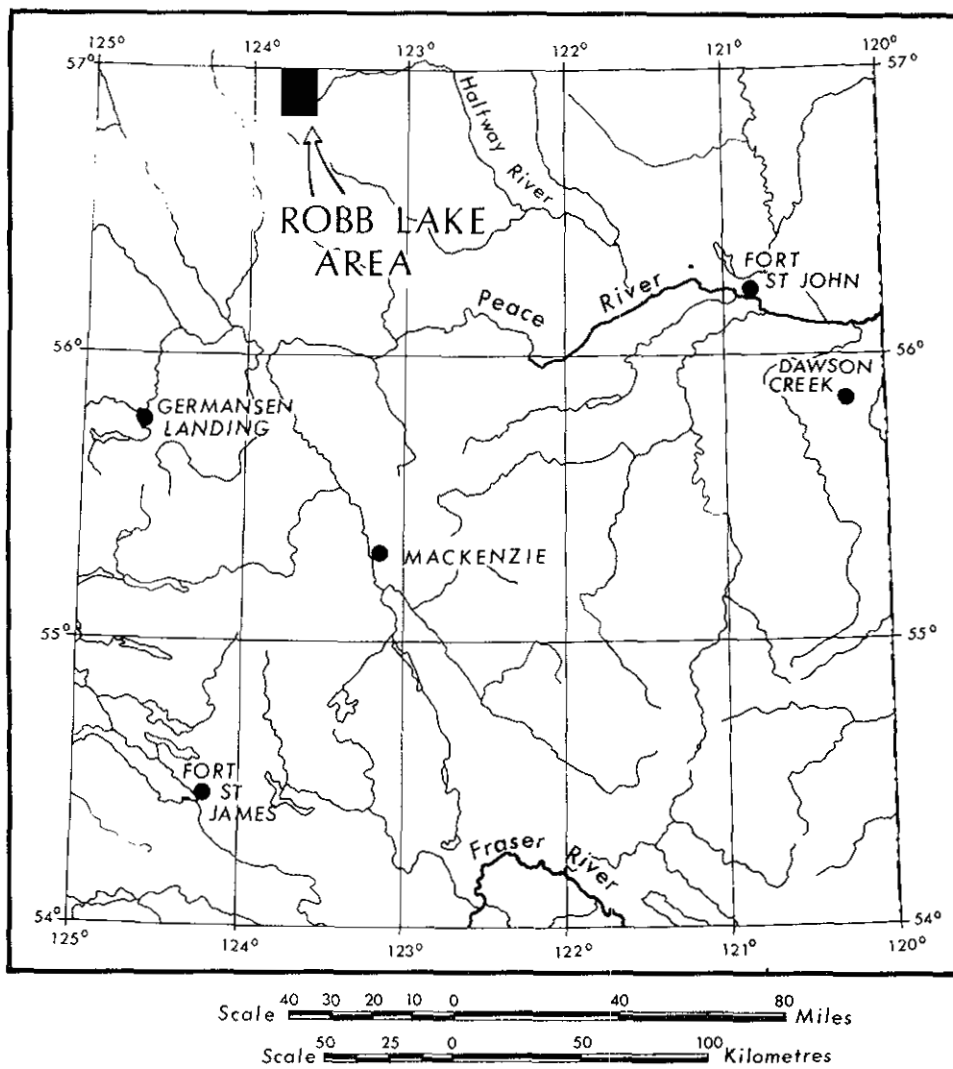 125° 124° 123° 122° 121° 120°
57° 57°
Halfway River
ROBB LAKE
AREA
FORT
ST JOHN
Peace River
56° 56°
DAWSON
CREEK
GERMANSEN
LANDING
MACKENZIE
55° 55°
FORT
ST
JAMES
Fraser River
54° 54°
125° 124° 123° 122° 121° 120°
Scale 40 30 20 10 0 40 80 Miles
Scale 50 25 0 50 100 Kilometres